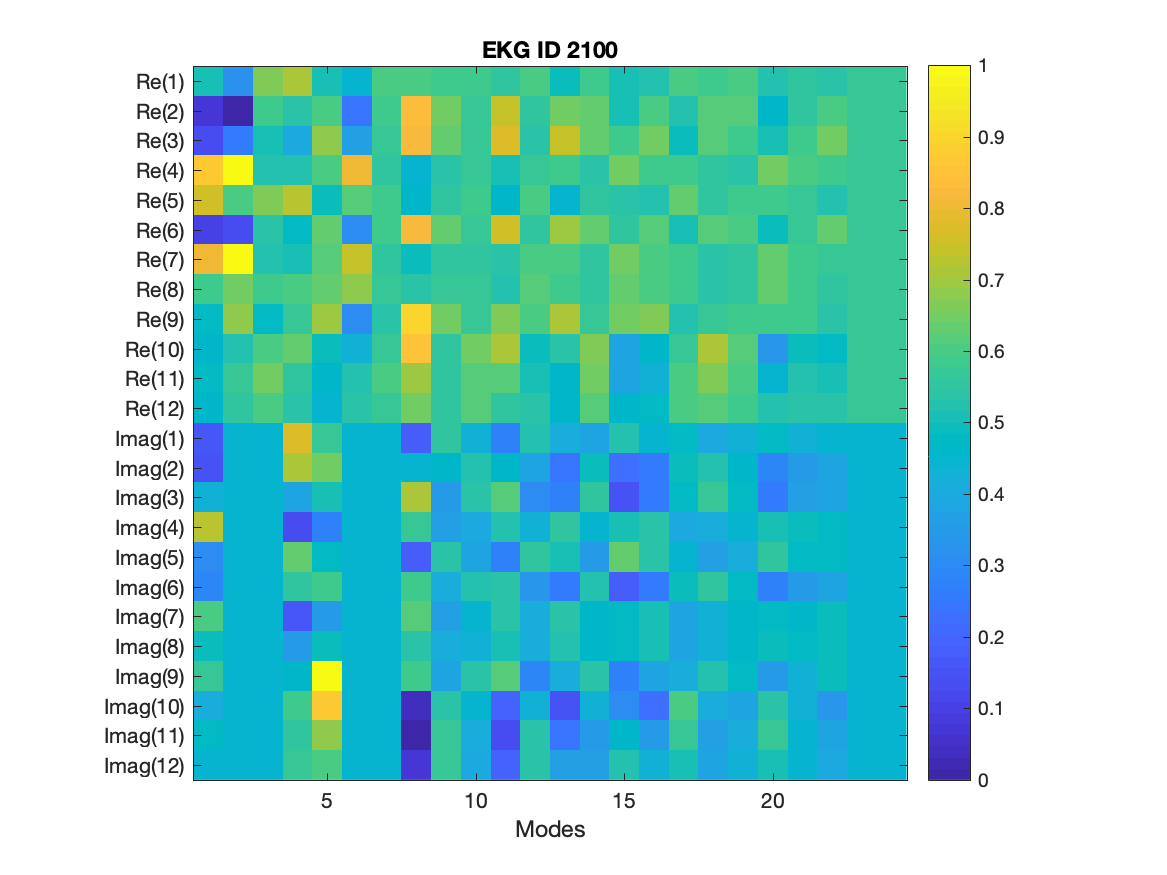 EKG ID 2100
Re(1)
Re(2)
Re(3)
Re(4)
Re(5)
Re(6)
Re(7)
Re(8)
Re(9)
Re(10)
Re(11)
Re(12)
Imag(1)
Imag(2)
Imag(3)
Imag(4)
Imag(5)
Imag(6)
Imag(7)
Imag(8)
Imag(9)
Imag(10)
Imag(11)
Imag(12)
5 10 15 20
Modes
1
0.9
0.8
0.7
0.6
0.5
0.4
0.3
0.2
0.1
0